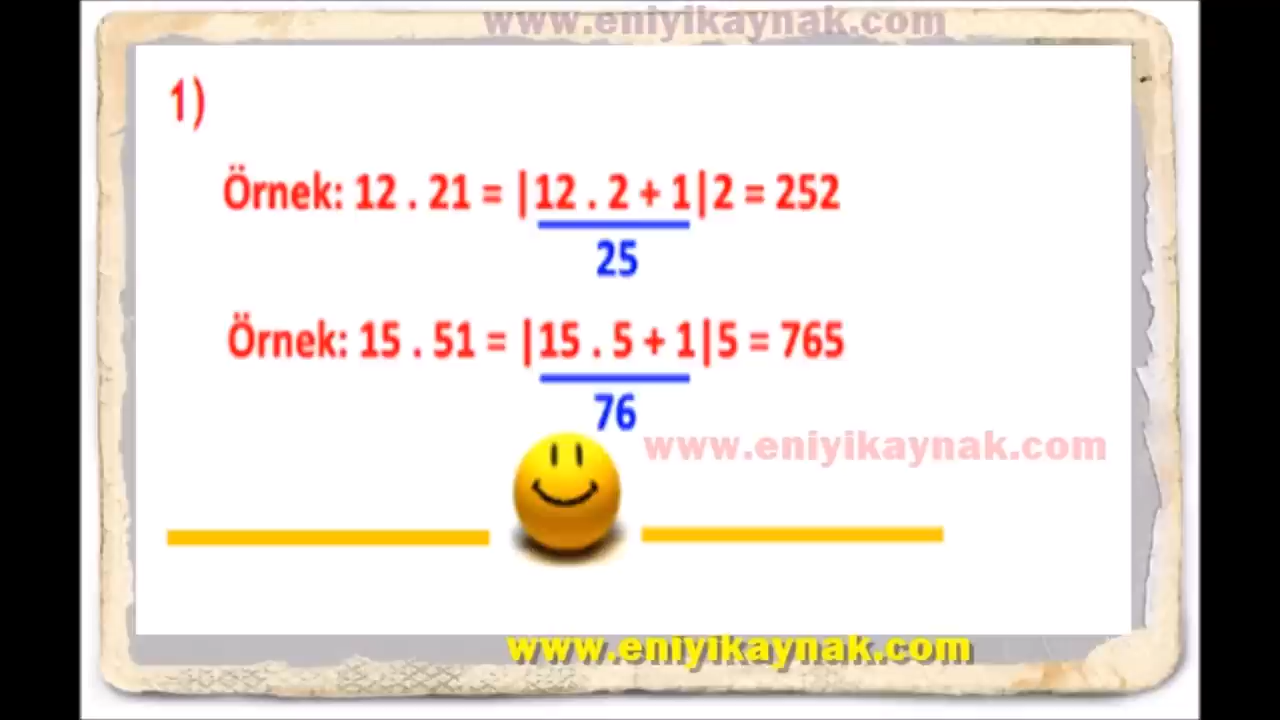 www.eniyikaynak.com
1)
Örnek: 12 . 21 = |12 . 2 + 1|2 = 252
25
Örnek: 15 . 51 = |15 . 5 + 1|5 = 765
76
www.eniyikaynak.com
www.eniyikaynak.com